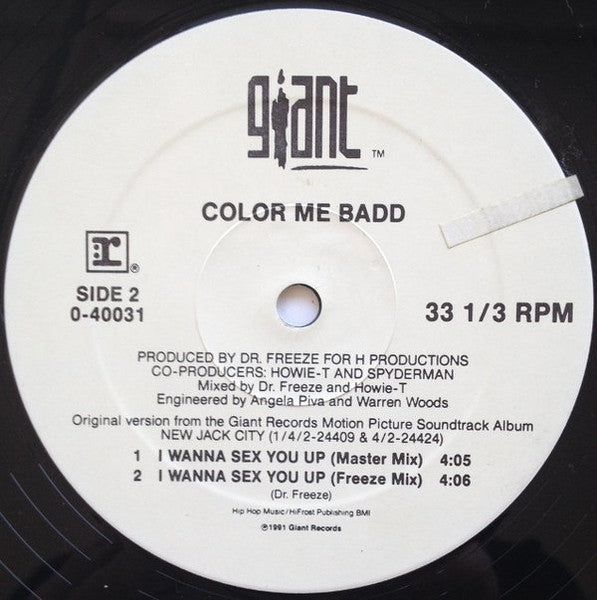 giant ™
COLOR ME BADD
r ®
SIDE 2
0-40031
33 1/3 RPM
PRODUCED BY DR. FREEZE FOR H PRODUCTIONS
CO-PRODUCERS: HOWIE-T AND SPYDERMAN
Mixed by Dr. Freeze and Howie-T
Engineered by Angela Piva and Warren Woods
Original version from the Giant Records Motion Picture Soundtrack Album
NEW JACK CITY (1/4/2-24409 & 4/2-24424)
1 I WANNA SEX YOU UP (Master Mix) 4:05
2 I WANNA SEX YOU UP (Freeze Mix) 4:06
(Dr. Freeze)
Hip Hop Music/HiFrost Publishing BMI
℗1991 Giant Records